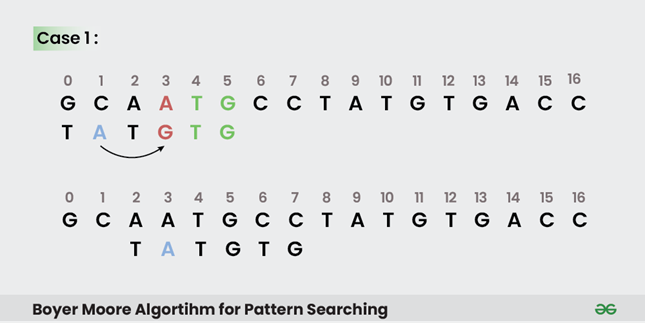 Case 1 :
0 1 2 3 4 5 6 7 8 9 10 11 12 13 14 15 16
G C A A T G C C T A T G T G A C C
T A T G T G
0 1 2 3 4 5 6 7 8 9 10 11 12 13 14 15 16
G C A A T G C C T A T G T G A C C
T A T G T G
Boyer Moore Algortihm for Pattern Searching